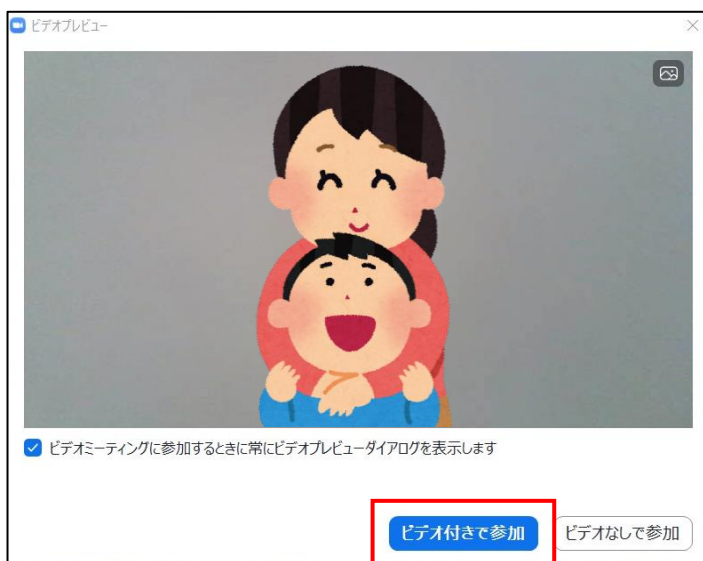 ビデオプレビュー
ビデオミーティングに参加するときに常にビデオプレビューダイアログを表示します
ビデオ付きで参加
ビデオなしで参加